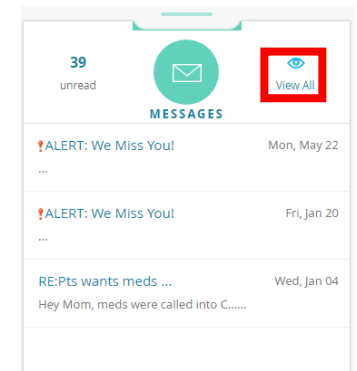 39
unread
View All
MESSAGES
ALERT: We Miss You!
Mon, May 22
...
ALERT: We Miss You!
Fri, Jan 20
...
RE:Pts wants meds ...
Wed, Jan 04
Hey Mom, meds were called into C......